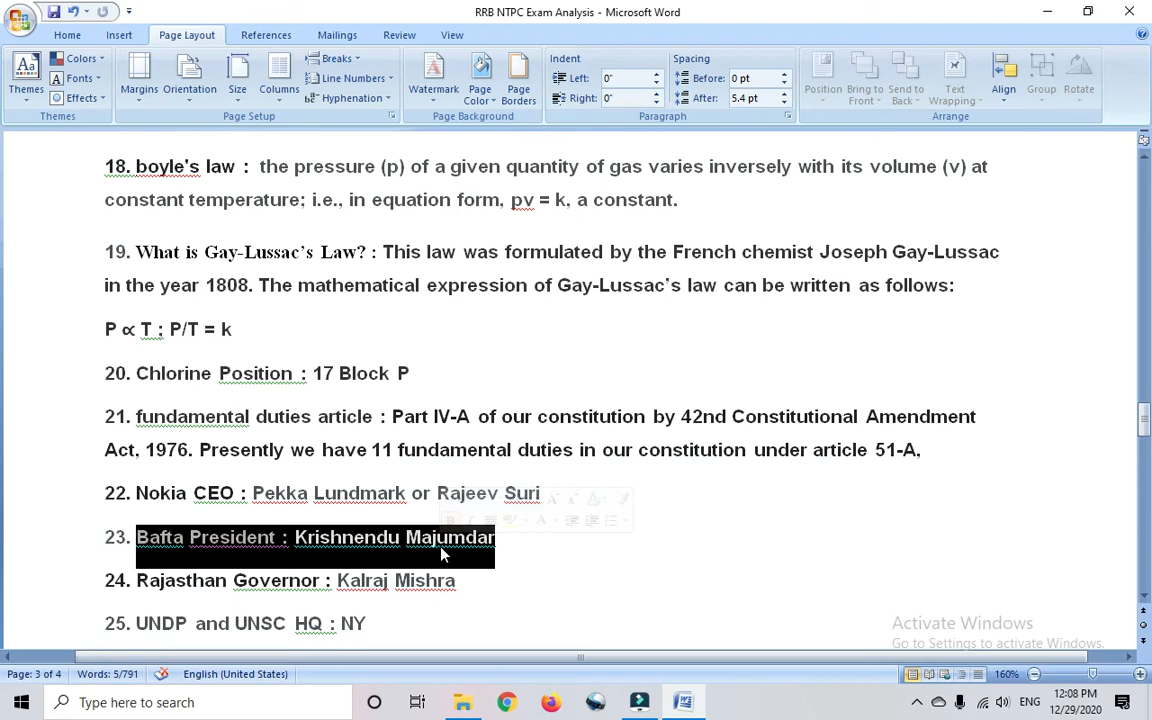 RRB NTPC Exam Analysis - Microsoft Word
Home Insert Page Layout References Mailings Review View
Themes
Colors
Fonts
Effects
Themes
Margins Orientation Size Columns
Breaks
Line Numbers
Hyphenation
Page Setup
Watermark Page Color Page Borders
Page Background
Indent
Left: 0"
Right: 0"
Spacing
Before: 0 pt
After: 5.4 pt
Paragraph
Position Bring to Front Send to Back Text Wrapping Align Group Rotate
Arrange
18. boyle's law : the pressure (p) of a given quantity of gas varies inversely with its volume (v) at
constant temperature; i.e., in equation form, pv = k, a constant.
19. What is Gay-Lussac’s Law? : This law was formulated by the French chemist Joseph Gay-Lussac
in the year 1808. The mathematical expression of Gay-Lussac’s law can be written as follows:
P ∝ T ; P/T = k
20. Chlorine Position : 17 Block P
21. fundamental duties article : Part IV-A of our constitution by 42nd Constitutional Amendment
Act, 1976. Presently we have 11 fundamental duties in our constitution under article 51-A,
22. Nokia CEO : Pekka Lundmark or Rajeev Suri
23. Bafta President : Krishnendu Majumdar
24. Rajasthan Governor : Kalraj Mishra
25. UNDP and UNSC HQ : NY
Activate Windows
Go to Settings to activate Windows.
Page: 3 of 4 Words: 5/791 English (United States) 160%
Type here to search
ENG
12:08 PM
12/29/2020